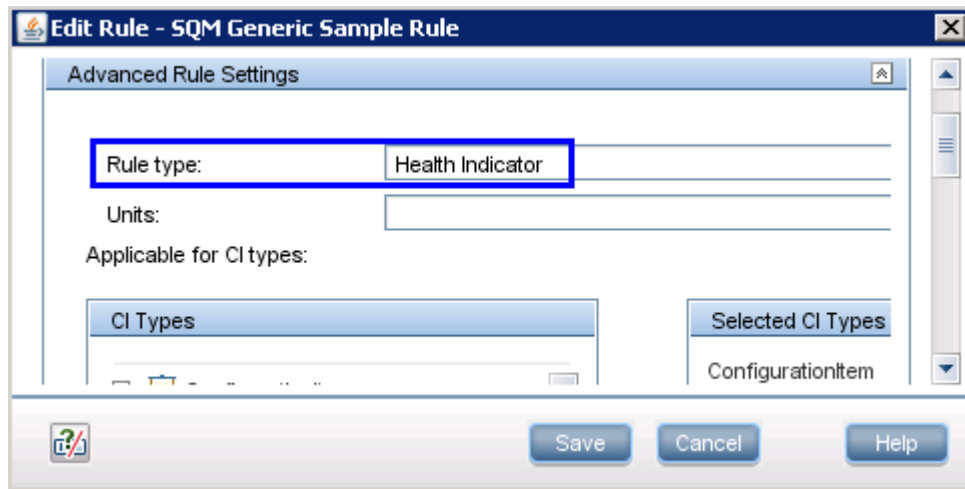 Edit Rule - SQM Generic Sample Rule
Advanced Rule Settings
Rule type: Health Indicator
Units:
Applicable for CI types:
CI Types
Selected CI Types
ConfigurationItem
Save Cancel Help